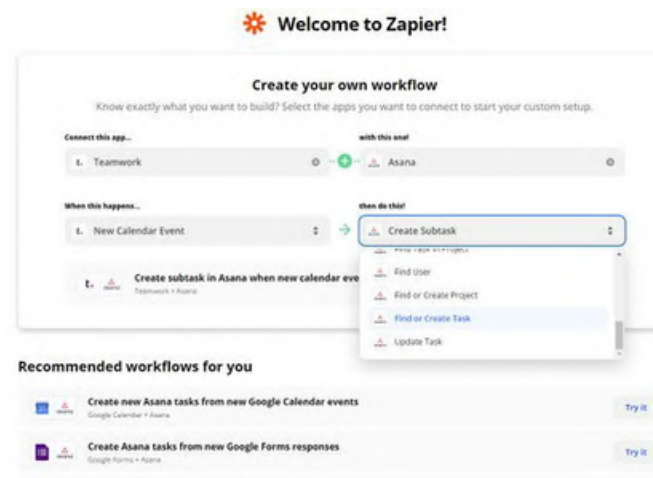 Welcome to Zapier!
Create your own workflow
Know exactly what you want to build? Select the apps you want to connect to start your custom setup.
Connect this app... with this one!
t. Teamwork Asana
When this happens... then do this!
t. New Calendar Event Create Subtask
Find Task in Project
Find User
t. Create subtask in Asana when new calendar eve
Teamwork + Asana
Find or Create Project
Find or Create Task
Update Task
Recommended workflows for you
Create new Asana tasks from new Google Calendar events
Google Calendar + Asana
Try it
Create Asana tasks from new Google Forms responses
Google Forms + Asana
Try it